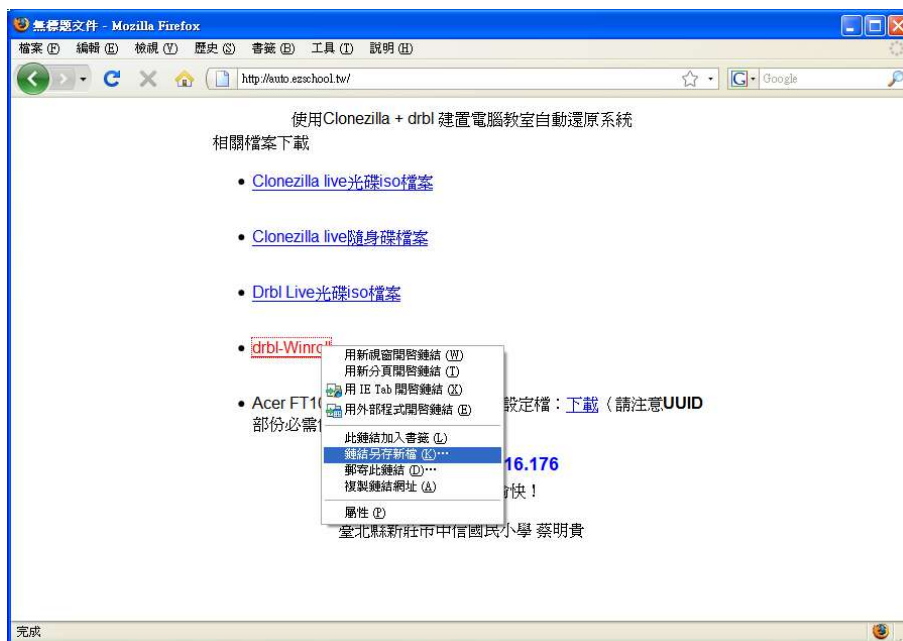 無標題文件 - Mozilla Firefox
檔案(F) 編輯(E) 檢視(V) 歷史(S) 書籤(B) 工具(T) 說明(H)
http://auto.ezschool.tw/
Google
使用Clonezilla + drbl 建置電腦教室自動還原系統
相關檔案下載
Clonezilla live光碟iso檔案
Clonezilla live隨身碟檔案
Drbl Live光碟iso檔案
drbl-Winroll
用新視窗開啓鏈結(W)
用新分頁開啓鏈結(T)
用 IE Tab 開啓鏈結(X)
用外部程式開啓鏈結(E)
此鏈結加入書籤(L)
鏈結另存新檔(K)…
郵寄此鏈結(D)…
複製鏈結網址(A)
屬性(P)
Acer 設定檔：下載（請注意UUID
部份必需
16.176
快！
臺北縣新莊市中信國民小學 蔡明貴
完成